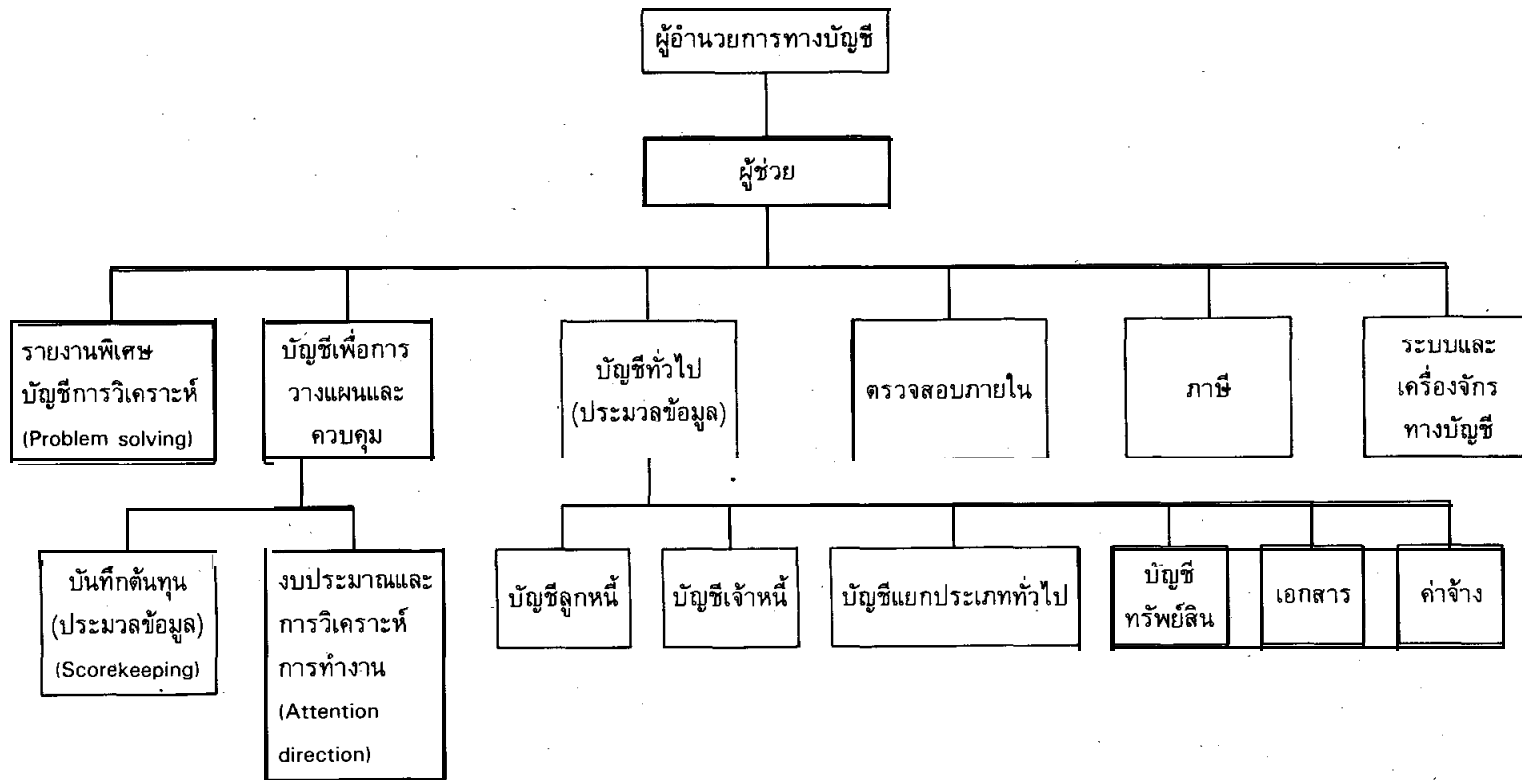 ผู้อำนวยการทางบัญชี
ผู้ช่วย
รายงานพิเศษ
บัญชีการวิเคราะห์
(Problem solving)
บัญชีเพื่อการ
วางแผนและ
ควบคุม
บัญชีทั่วไป
(ประมวลข้อมูล)
ตรวจสอบภายใน
ภาษี
ระบบและ
เครื่องจักร
ทางบัญชี
บันทึกต้นทุน
(ประมวลข้อมูล)
(Scorekeeping)
งบประมาณและ
การวิเคราะห์
การทำงาน
(Attention
direction)
บัญชีลูกหนี้
บัญชีเจ้าหนี้
บัญชีแยกประเภททั่วไป
บัญชี
ทรัพย์สิน
เอกสาร
ค่าจ้าง